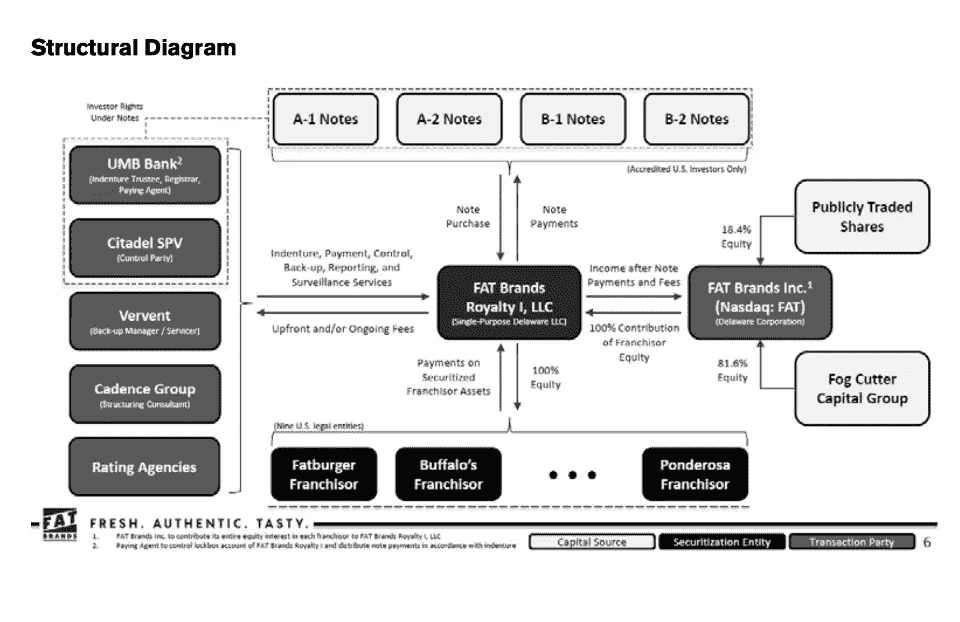 Structural Diagram
Investor Rights
Under Notes
A-1 Notes
A-2 Notes
B-1 Notes
B-2 Notes
(Accredited U.S. Investors Only)
UMB Bank2
(Indenture Trustee, Registrar,
Paying Agent)
Citadel SPV
(Control Party)
Vervent
(Back-up Manager / Servicer)
Cadence Group
(Structuring Consultant)
Rating Agencies
Note
Purchase
Note
Payments
Indenture, Payment, Control,
Back-up, Reporting, and
Surveillance Services
Upfront and/or Ongoing Fees
FAT Brands
Royalty I, LLC
(Single-Purpose Delaware LLC)
Income after Note
Payments and Fees
100% Contribution
of Franchisor
Equity
FAT Brands Inc.1
(Nasdaq: FAT)
(Delaware Corporation)
18.4%
Equity
Publicly Traded
Shares
81.6%
Equity
Fog Cutter
Capital Group
Payments on
Securitized
Franchisor Assets
100%
Equity
(Nine U.S. legal entities)
Fatburger
Franchisor
Buffalo's
Franchisor
• • •
Ponderosa
Franchisor
FAT
BRANDS
FRESH. AUTHENTIC. TASTY.
1. FAT Brands Inc. to contribute its entire equity interest in each franchisor to FAT Brands Royalty I, LLC
2. Paying Agent to control lockbox account of FAT Brands Royalty I and distribute note payments in accordance with indenture
Capital Source
Securitization Entity
Transaction Party
6